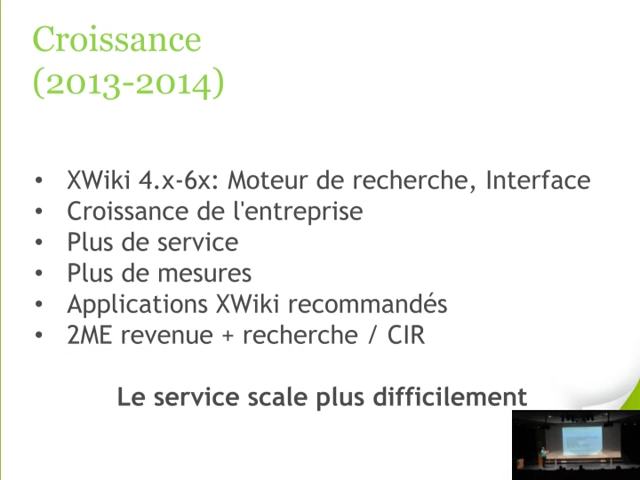 Croissance
(2013-2014)
• XWiki 4.x-6x: Moteur de recherche, Interface
• Croissance de l'entreprise
• Plus de service
• Plus de mesures
• Applications XWiki recommandés
• 2ME revenue + recherche / CIR
Le service scale plus difficilement